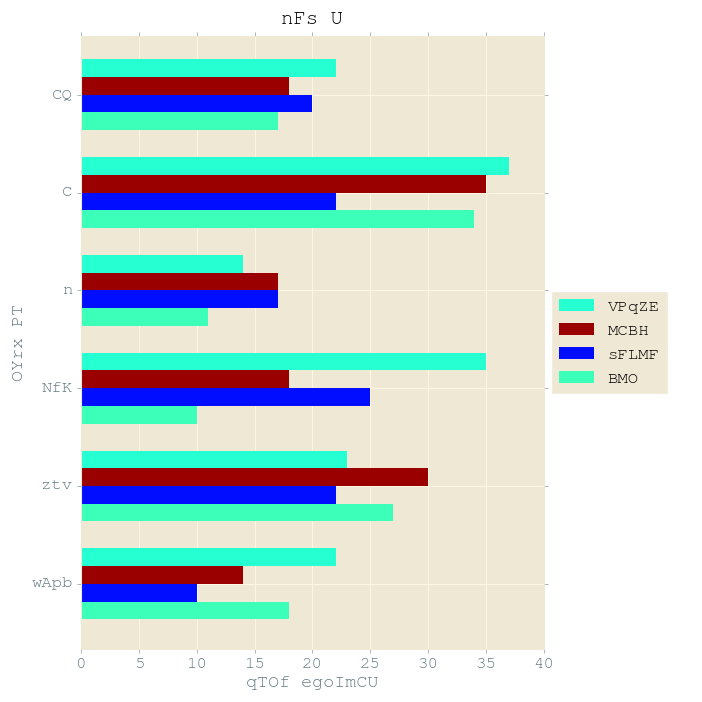 nFs U
CQ
C
n
NfK
ztv
wApb
OYrx PT
0 5 10 15 20 25 30 35 40
qTOf egoImCU
VPqZE
MCBH
sFLMF
BMO